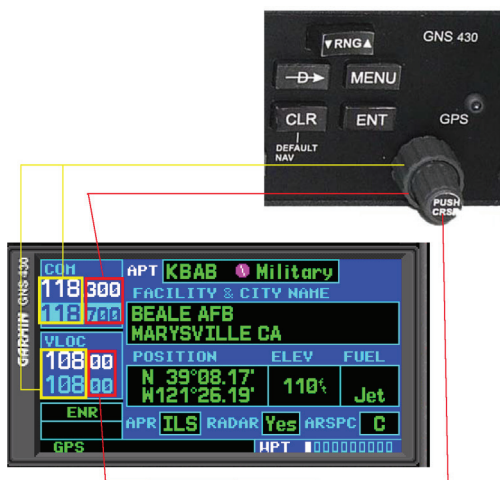 RNG
GNS 430
D
MENU
CLR
ENT
GPS
DEFAULT
NAV
PUSH
CRSR
GARMIN GNS 430
COM
118 300
118 700
VLOC
108 00
108 00
ENR
GPS
APT KBAB Military
FACILITY & CITY NAME
BEALE AFB
MARYSVILLE CA
POSITION ELEV FUEL
N 39°08.17' 110ft Jet
W121°26.19'
APR ILS RADAR Yes ARSPC C
WPT